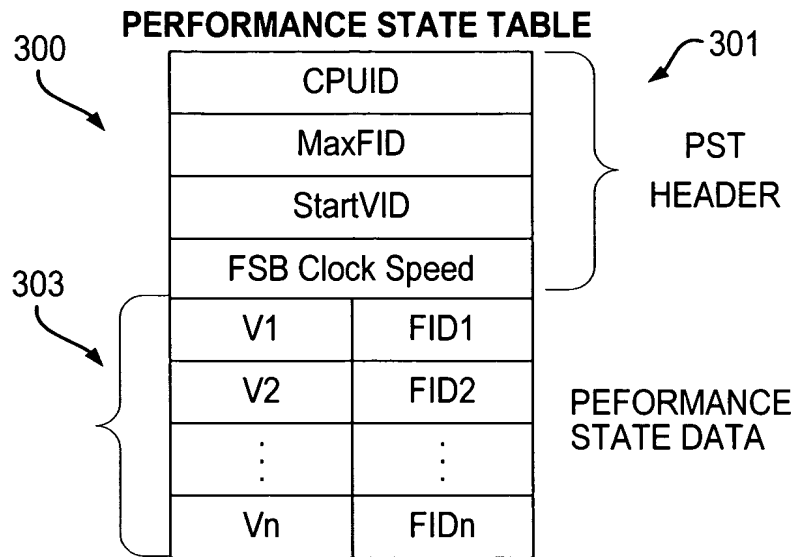 PERFORMANCE STATE TABLE
300
301
CPUID
MaxFID
StartVID
FSB Clock Speed
PST
HEADER
303
V1 FID1
V2 FID2
⋮ ⋮
Vn FIDn
PEFORMANCE
STATE DATA